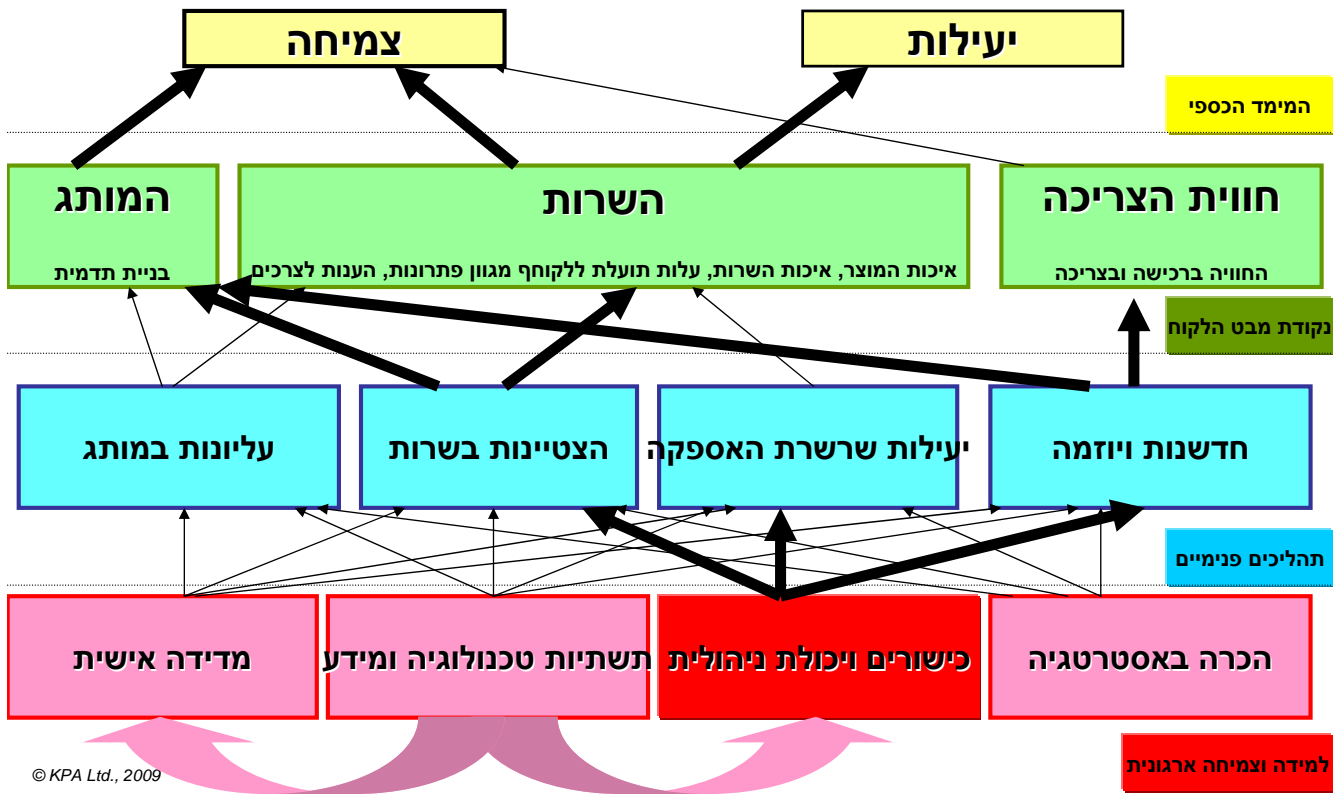 יעילות
צמיחה
המימד הכספי
חווית הצריכה
החוויה ברכישה ובצריכה
השרות
איכות המוצר, איכות השרות, עלות תועלת ללקוחף מגוון פתרונות, הענות לצרכים
המותג
בניית תדמית
נקודת מבט הלקוח
חדשנות ויוזמה
יעילות שרשרת האספקה
הצטיינות בשרות
עליונות במותג
תהליכים פנימיים
הכרה באסטרטגיה
כישורים ויכולת ניהולית
תשתיות טכנולוגיה ומידע
מדידה אישית
למידה וצמיחה ארגונית
© KPA Ltd., 2009